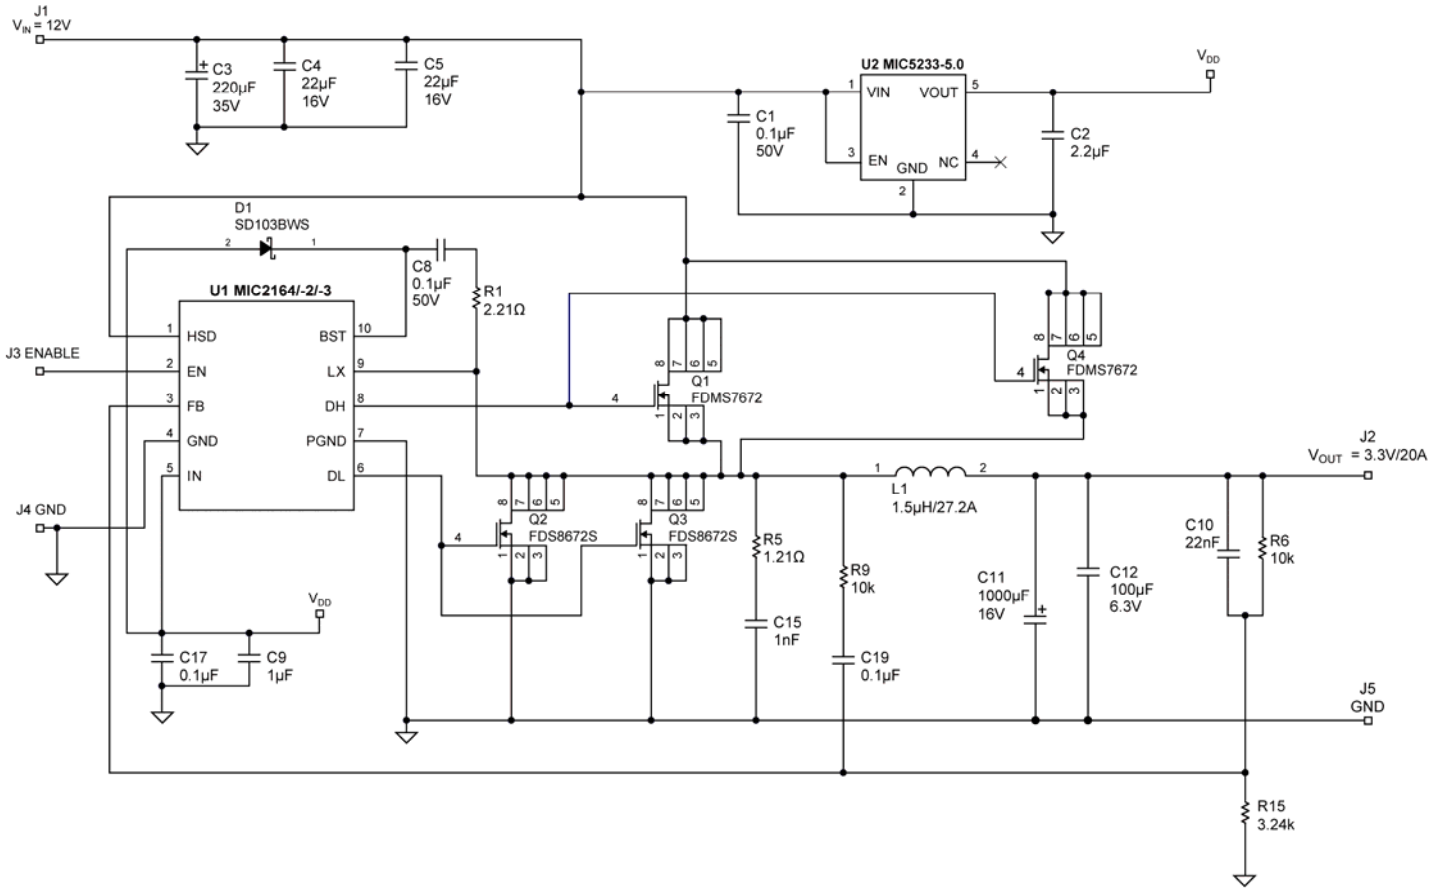 J1
VIN = 12V
C3
220µF
35V
C4
22µF
16V
C5
22µF
16V
U2 MIC5233-5.0
1
VIN
VOUT
5
3
EN
GND
NC
4
2
VDD
C1
0.1µF
50V
C2
2.2µF
D1
SD103BWS
2
1
C8
0.1µF
50V
R1
2.21Ω
U1 MIC2164/-2/-3
1
HSD
BST
10
J3 ENABLE
2
EN
LX
9
3
FB
DH
8
4
GND
PGND
7
5
IN
DL
6
J4 GND
8
7
6
5
Q1
FDMS7672
4
1
2
3
8
7
6
5
Q4
FDMS7672
4
1
2
3
8
7
6
5
Q2
FDS8672S
4
1
2
3
8
7
6
5
Q3
FDS8672S
1
2
3
1
2
L1
1.5µH/27.2A
J2
VOUT = 3.3V/20A
R5
1.21Ω
R9
10k
C15
1nF
C19
0.1µF
C11
1000µF
16V
C12
100µF
6.3V
C10
22nF
R6
10k
VDD
C17
0.1µF
C9
1µF
J5
GND
R15
3.24k